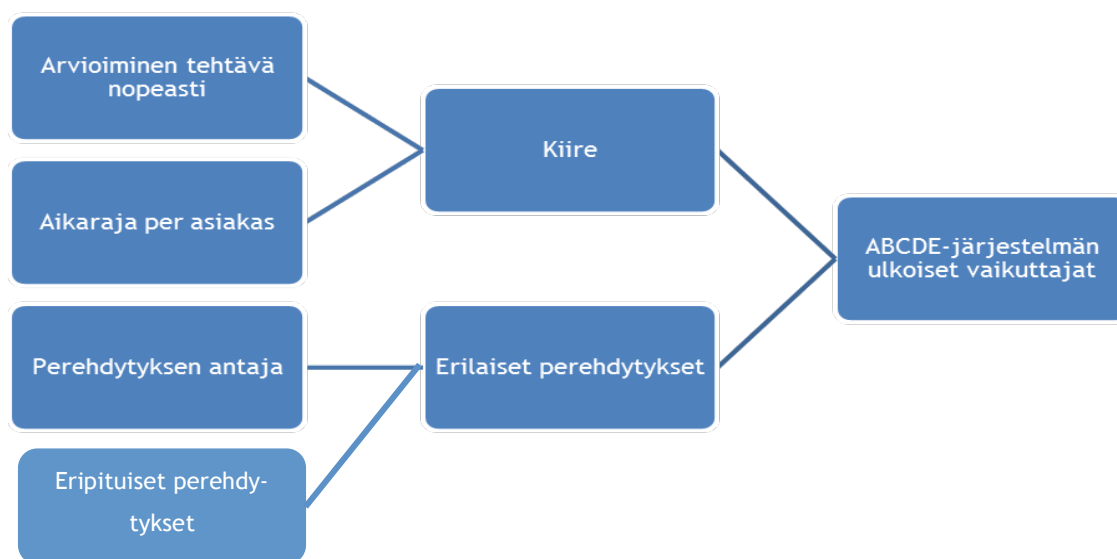 Arvioiminen tehtävä
nopeasti
Aikaraja per asiakas
Perehdytyksen antaja
Eripituiset perehdy-
tykset
Kiire
Erilaiset perehdytykset
ABCDE-järjestelmän
ulkoiset vaikuttajat